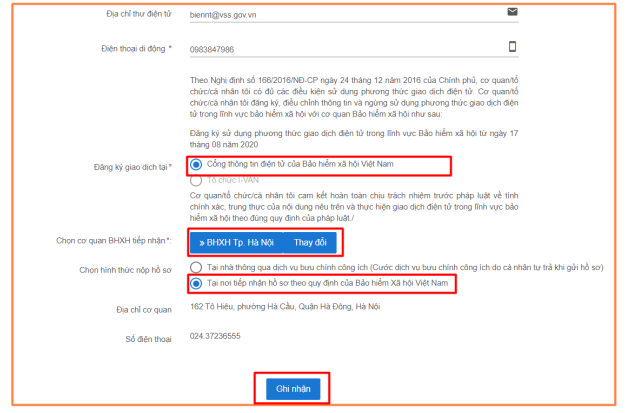 Địa chỉ thư điện tử biennt@vss.gov.vn
Điện thoại di động * 0983847986
Theo Nghị định số 166/2016/NĐ-CP ngày 24 tháng 12 năm 2016 của Chính phủ, cơ quan/tổ
chức/cá nhân tôi có đủ các điều kiện sử dụng phương thức giao dịch điện tử. Cơ quan/tổ
chức/cá nhân tôi đăng ký, điều chỉnh thông tin và ngừng sử dụng phương thức giao dịch điện
tử trong lĩnh vực bảo hiểm xã hội với cơ quan Bảo hiểm xã hội như sau:
Đăng ký sử dụng phương thức giao dịch điện tử trong lĩnh vực Bảo hiểm xã hội từ ngày 17
tháng 08 năm 2020
Đăng ký giao dịch tại * Cổng thông tin điện tử của Bảo hiểm xã hội Việt Nam
Tổ chức I-VAN
Cơ quan/tổ chức/cá nhân tôi cam kết hoàn toàn chịu trách nhiệm trước pháp luật về tính
chính xác, trung thực của nội dung nêu trên và thực hiện giao dịch điện tử trong lĩnh vực bảo
hiểm xã hội theo đúng quy định của pháp luật./
Chọn cơ quan BHXH tiếp nhận *: » BHXH Tp. Hà Nội Thay đổi
Chọn hình thức nộp hồ sơ Tại nhà thông qua dịch vụ bưu chính công ích (Cước dịch vụ bưu chính công ích do cá nhân tự trả khi gửi hồ sơ)
Tại nơi tiếp nhận hồ sơ theo quy định của Bảo hiểm Xã hội Việt Nam
Địa chỉ cơ quan 162 Tô Hiệu, phường Hà Cầu, Quận Hà Đông, Hà Nội
Số điện thoại 024.37236555
Ghi nhận